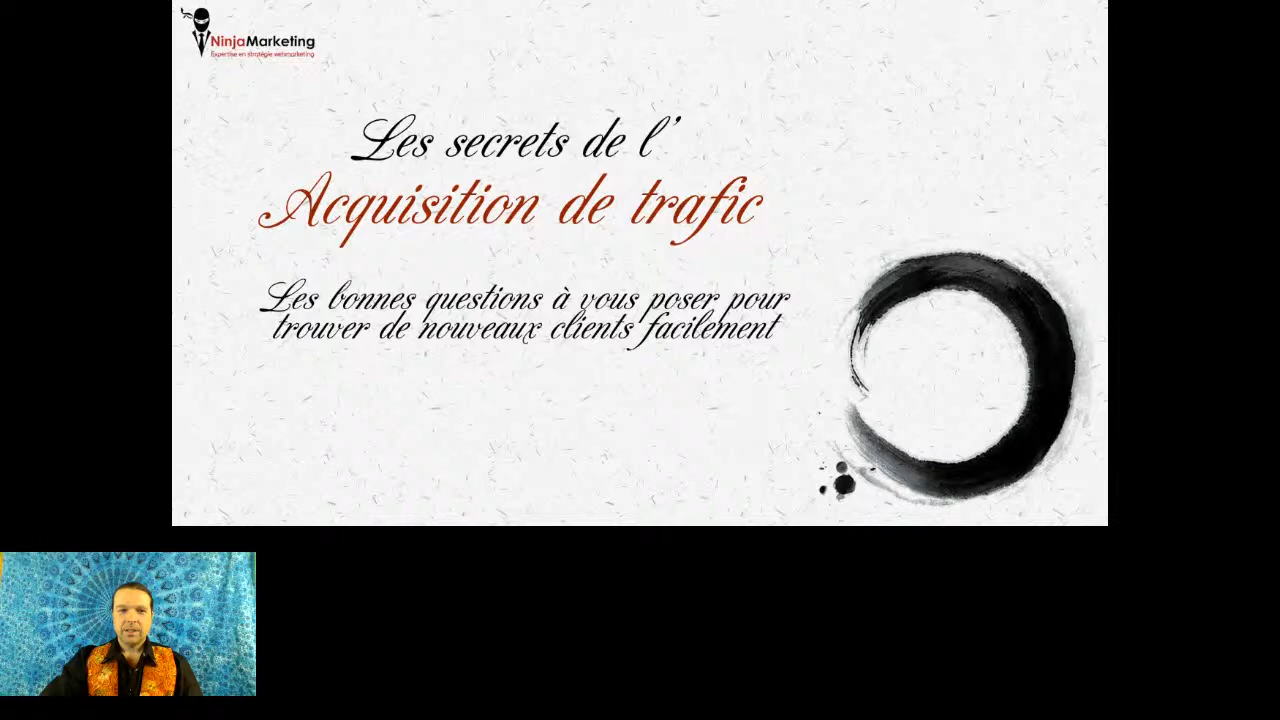 NinjaMarketing
Expertise en stratégie webmarketing
Les secrets de l'
Acquisition de trafic
Les bonnes questions à vous poser pour
trouver de nouveaux clients facilement